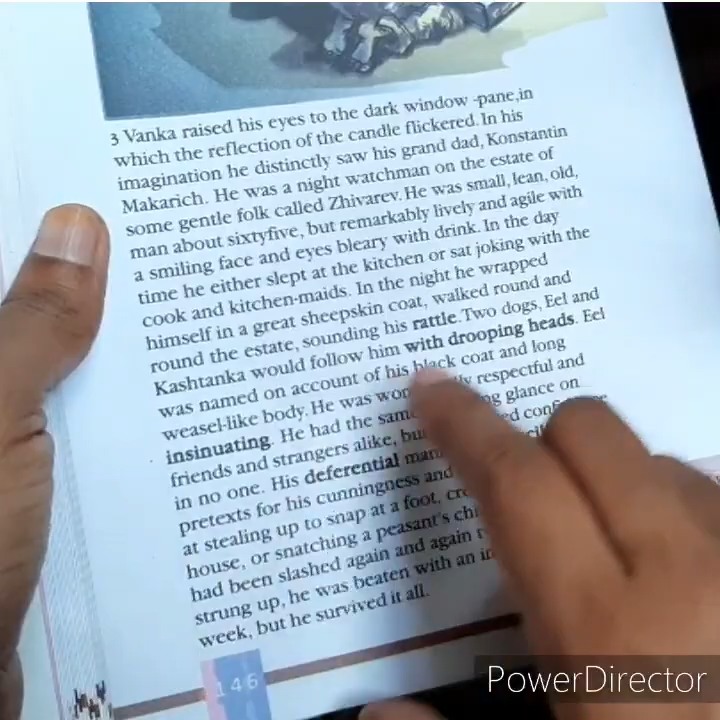 3 Vanka raised his eyes to the dark window -pane,in
which the reflection of the candle flickered. In his
imagination he distinctly saw his grand dad, Konstantin
Makarich. He was a night watchman on the estate of
some gentle folk called Zhivarev. He was small, lean, old,
man about sixtyfive, but remarkably lively and agile with
a smiling face and eyes bleary with drink. In the day
time he either slept at the kitchen or sat joking with the
cook and kitchen-maids. In the night he wrapped
himself in a great sheepskin coat, walked round and
round the estate, sounding his rattle. Two dogs, Eel and
Kashtanka would follow him with drooping heads. Eel
was named on account of his black coat and long
weasel-like body. He was respectful and
insinuating. He had the same glance on
friends and strangers alike, but
in no one. His deferential
pretexts for his cunningness and
at stealing up to snap at a foot,
house, or snatching a peasant's
had been slashed again and again
strung up, he was beaten with an
week, but he survived it all.
146
PowerDirector